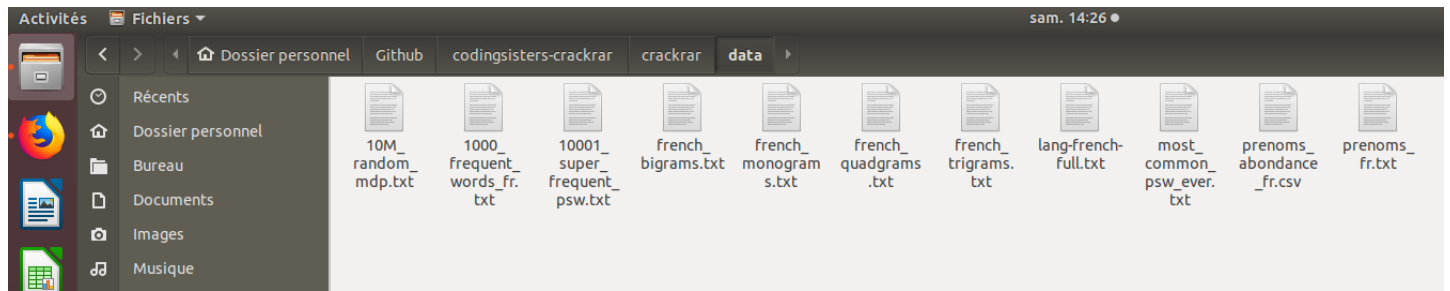 Activités Fichiers sam. 14:26
Dossier personnel Github codingsisters-crackrar crackrar data
Récents
Dossier personnel
Bureau
Documents
Images
Musique
10M_
random_
mdp.txt
1000_
frequent_
words_fr.
txt
10001_
super_
frequent_
psw.txt
french_
bigrams.txt
french_
monogram
s.txt
french_
quadgrams
.txt
french_
trigrams.
txt
lang-french-
full.txt
most_
common_
psw_ever.
txt
prenoms_
abondance
_fr.csv
prenoms_
fr.txt